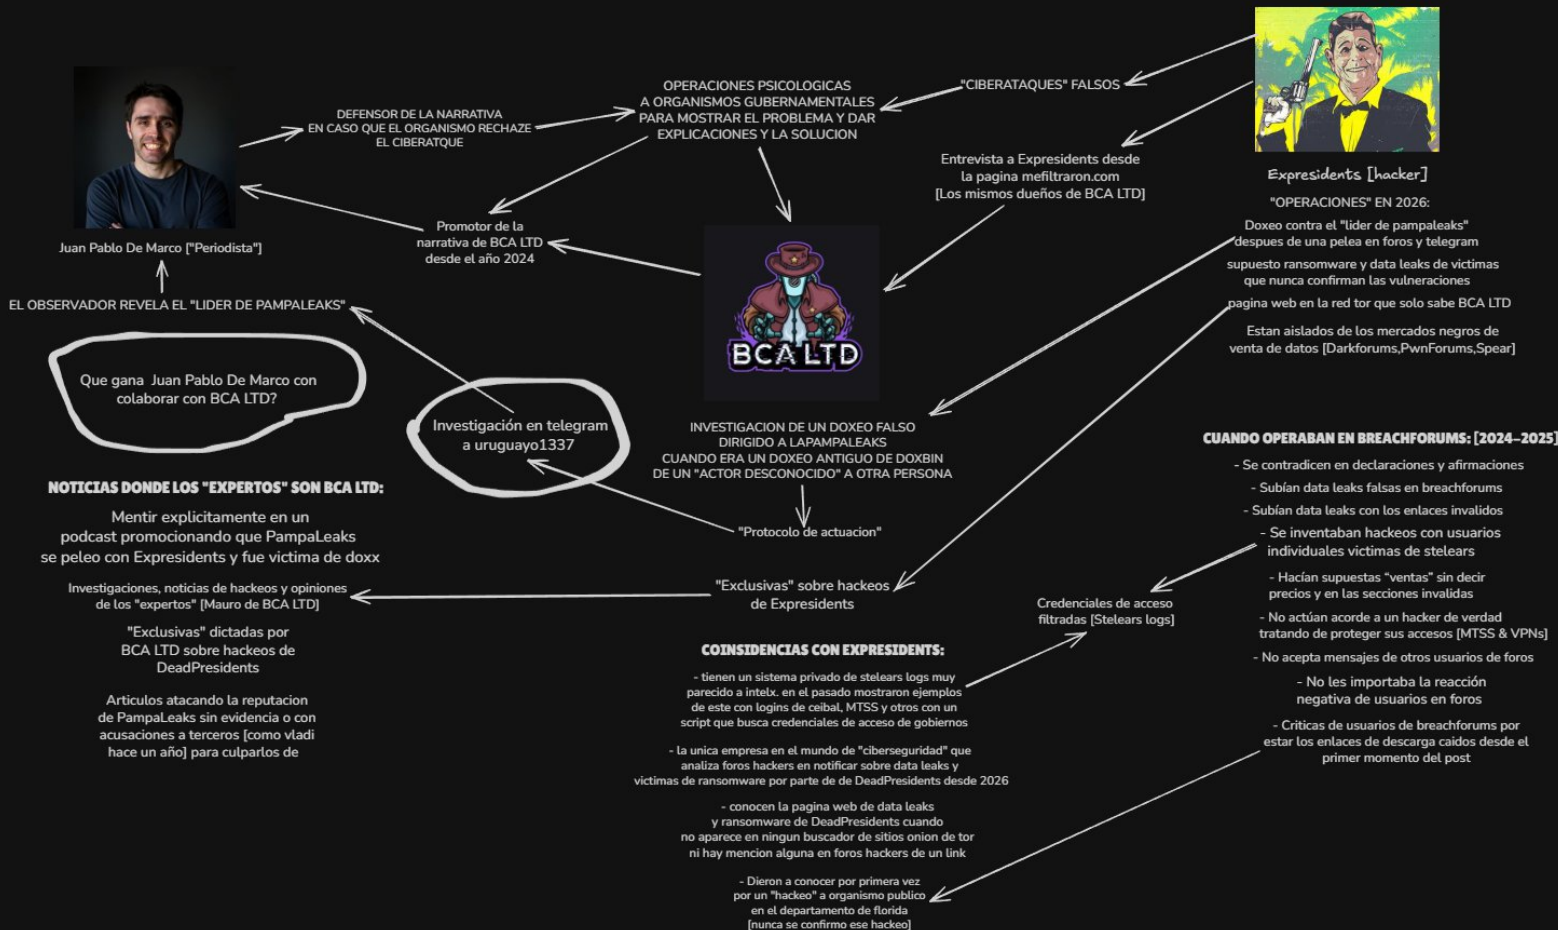 DEFENSOR DE LA NARRATIVA
EN CASO QUE EL ORGANISMO RECHAZE
EL CIBERATQUE
OPERACIONES PSICOLOGICAS
A ORGANISMOS GUBERNAMENTALES
PARA MOSTRAR EL PROBLEMA Y DAR
EXPLICACIONES Y LA SOLUCION
"CIBERATAQUES" FALSOS
Entrevista a Expresidents desde
la pagina mefiltraron.com
[Los mismos dueños de BCA LTD]
Expresidents [hacker]
"OPERACIONES" EN 2026:
Doxeo contra el "lider de pampaleaks"
despues de una pelea en foros y telegram
supuesto ransomware y data leaks de victimas
que nunca confirman las vulneraciones
pagina web en la red tor que solo sabe BCA LTD
Estan aislados de los mercados negros de
venta de datos [Darkforums,PwnForums,Spear]
Juan Pablo De Marco ["Periodista"]
Promotor de la
narrativa de BCA LTD
desde el año 2024
EL OBSERVADOR REVELA EL "LIDER DE PAMPALEAKS"
BCA LTD
Que gana  Juan Pablo De Marco con
colaborar con BCA LTD?
Investigación en telegram
a uruguayo1337
INVESTIGACION DE UN DOXEO FALSO
DIRIGIDO A LAPAMPALEAKS
CUANDO ERA UN DOXEO ANTIGUO DE DOXBIN
DE UN "ACTOR DESCONOCIDO" A OTRA PERSONA
"Protocolo de actuacion"
"Exclusivas" sobre hackeos
de Expresidents
NOTICIAS DONDE LOS "EXPERTOS" SON BCA LTD:
Mentir explicitamente en un
podcast promocionando que PampaLeaks
se peleo con Expresidents y fue victima de doxx
Investigaciones, noticias de hackeos y opiniones
de los "expertos" [Mauro de BCA LTD]
"Exclusivas" dictadas por
BCA LTD sobre hackeos de
DeadPresidents
Articulos atacando la reputacion
de PampaLeaks sin evidencia o con
acusaciones a terceros [como vladi
hace un año] para culparlos de
COINSIDENCIAS CON EXPRESIDENTS:
- tienen un sistema privado de stelears logs muy
parecido a intelx. en el pasado mostraron ejemplos
de este con logins de ceibal, MTSS y otros con un
script que busca credenciales de acceso de gobiernos
- la unica empresa en el mundo de "ciberseguridad" que
analiza foros hackers en notificar sobre data leaks y
victimas de ransomware por parte de de DeadPresidents desde 2026
- conocen la pagina web de data leaks
y ransomware de DeadPresidents cuando
no aparece en ningun buscador de sitios onion de tor
ni hay mencion alguna en foros hackers de un link
- Dieron a conocer por primera vez
por un "hackeo" a organismo publico
en el departamento de florida
[nunca se confirmo ese hackeo]
Credenciales de acceso
filtradas [Stelears logs]
CUANDO OPERABAN EN BREACHFORUMS: [2024-2025]
- Se contradicen en declaraciones y afirmaciones
- Subían data leaks falsas en breachforums
- Subían data leaks con los enlaces invalidos
- Se inventaban hackeos con usuarios
individuales victimas de stelears
- Hacían supuestas “ventas” sin decir
precios y en las secciones invalidas
- No actúan acorde a un hacker de verdad
tratando de proteger sus accesos [MTSS & VPNs]
- No acepta mensajes de otros usuarios de foros
- No les importaba la reacción
negativa de usuarios en foros
- Criticas de usuarios de breachforums por
estar los enlaces de descarga caidos desde el
primer momento del post